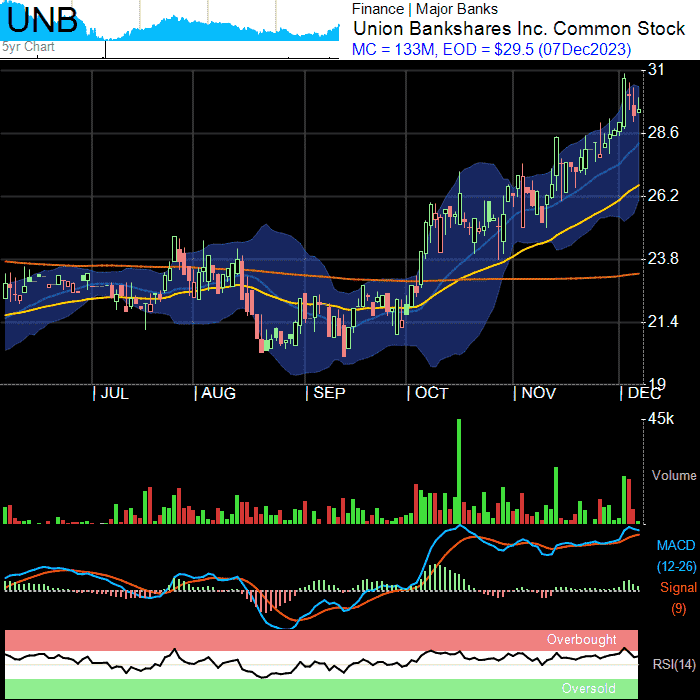 UNB
5yr Chart
Finance | Major Banks
Union Bankshares Inc. Common Stock
MC = 133M, EOD = $29.5 (07Dec2023)
31
28.6
26.2
23.8
21.4
19
JUL AUG SEP OCT NOV DEC
45k
Volume
MACD
(12-26)
Signal
(9)
Overbought
RSI(14)
Oversold